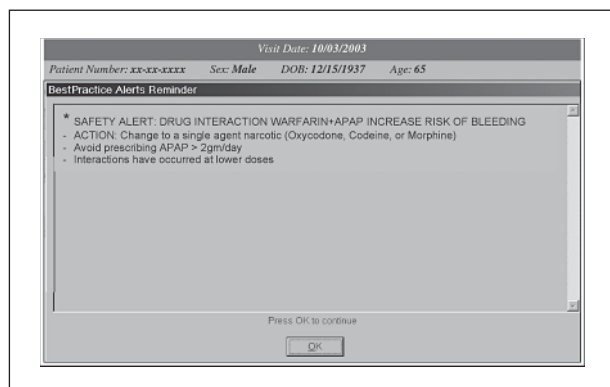 Visit Date: 10/03/2003
Patient Number: xx-xx-xxxx Sex: Male DOB: 12/15/1937 Age: 65
BestPractice Alerts Reminder
* SAFETY ALERT: DRUG INTERACTION WARFARIN+APAP INCREASE RISK OF BLEEDING
- ACTION: Change to a single agent narcotic (Oxycodone, Codeine, or Morphine)
- Avoid prescribing APAP > 2gm/day
- Interactions have occurred at lower doses
Press OK to continue
OK